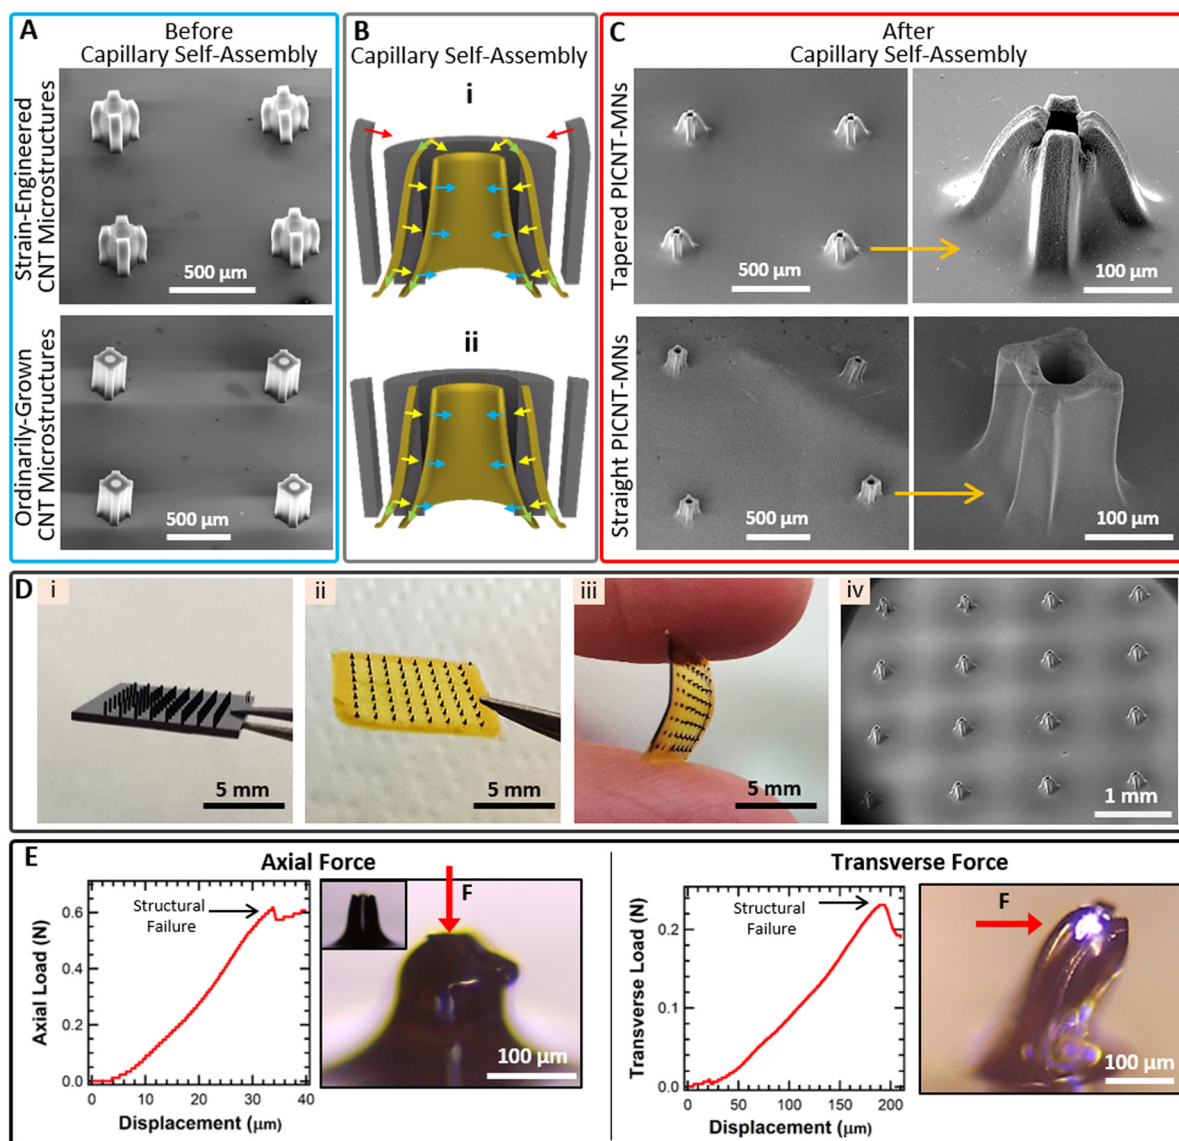 A
Before
Capillary Self-Assembly
Strain-Engineered
CNT Microstructures
500 µm
Ordinarily-Grown
CNT Microstructures
500 µm
B
Capillary Self-Assembly
i
ii
C
After
Capillary Self-Assembly
Tapered PICNT-MNs
500 µm
100 µm
Straight PICNT-MNs
500 µm
100 µm
D
i
5 mm
ii
5 mm
iii
5 mm
iv
1 mm
E
Axial Force
Axial Load (N)
0.6
0.4
0.2
0.0
Structural
Failure
0 10 20 30 40
Displacement (µm)
F
100 µm
Transverse Force
Transverse Load (N)
0.2
0.1
0.0
Structural
Failure
0 50 100 150 200
Displacement (µm)
F
100 µm